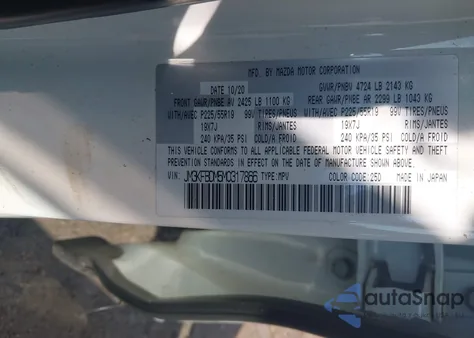 MFD. BY MAZDA MOTOR CORPORATION
DATE 10/20 GVWR/PNBV 4724 LB 2143 KG
FRONT GAWR/PNBE AV 2425 LB 1100 KG REAR GAWR/PNBE AR 2299 LB 1043 KG
WITH/AVEC P225/55R19 99V TIRES/PNEUS WITH/AVEC P225/55R19 99V TIRES/PNEUS
19X7J RIMS/JANTES 19X7J RIMS/JANTES
240 KPA/35 PSI COLD/A FROID 240 KPA/35 PSI COLD/A FROID
THIS VEHICLE CONFORMS TO ALL APPLICABLE FEDERAL MOTOR VEHICLE SAFETY AND THEFT
PREVENTION STANDARDS IN EFFECT ON THE DATE OF MANUFACTURE SHOWN ABOVE.
VIN: JM3KFBDM5M0317886 TYPE:MPV COLOR CODE:25D MADE IN JAPAN
autoSnap